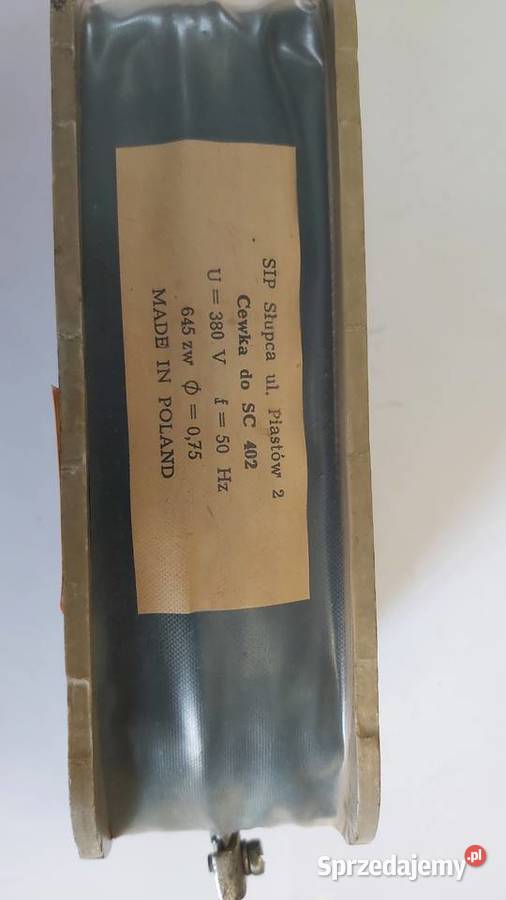 SIP Słupca ul. Piastów 2
Cewka do SC 402
U = 380 V f = 50 Hz
645 zw Φ = 0,75
MADE IN POLAND
Sprzedajemy.pl